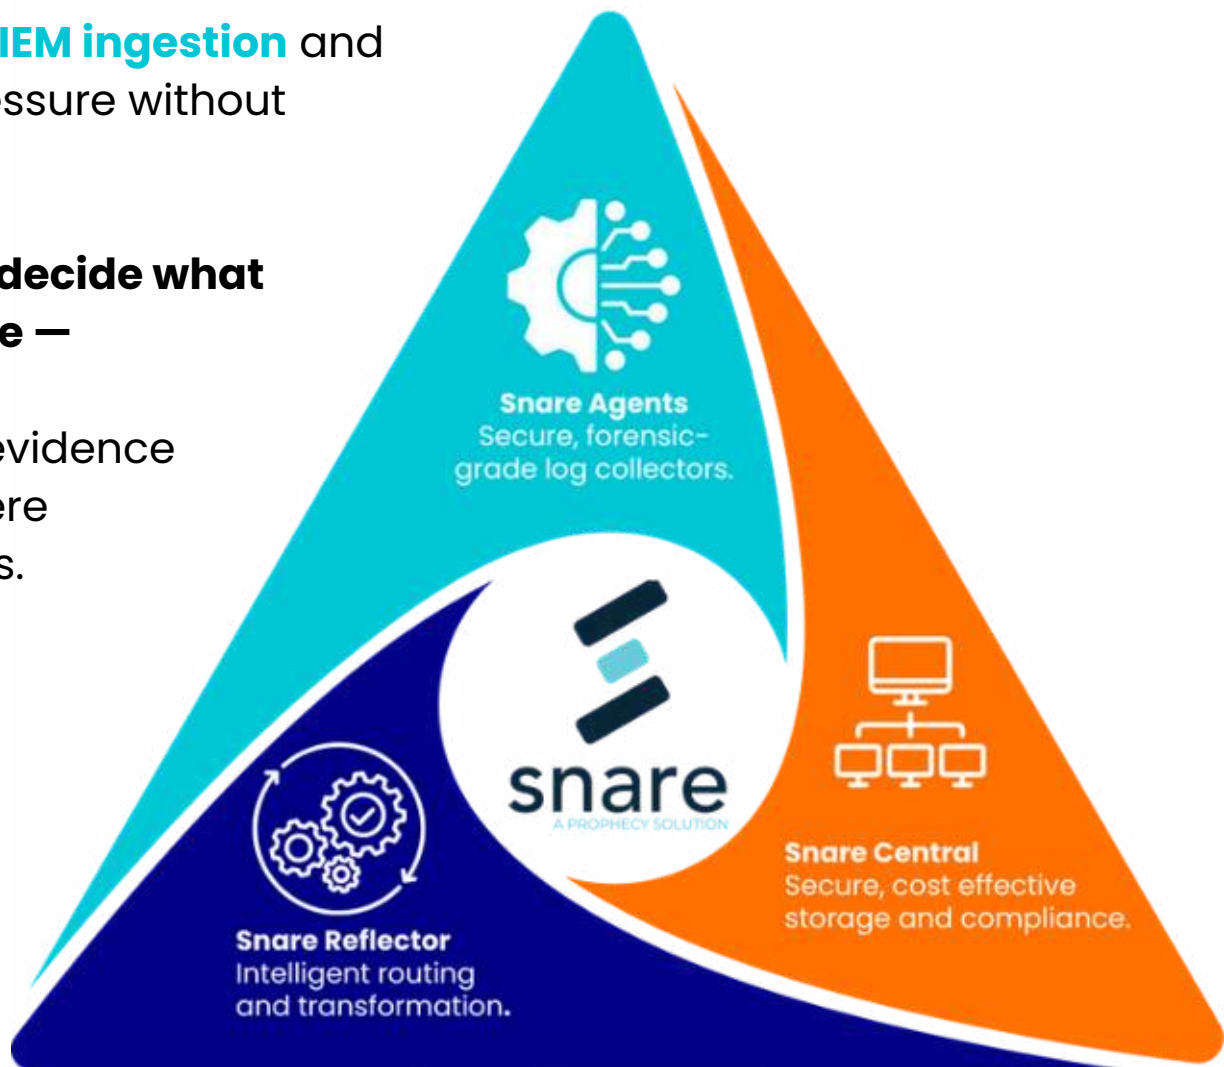 IEM ingestion and
essure without
decide what
e —
evidence
ere
s.
Snare Agents
Secure, forensic-
grade log collectors.
snare
A PROPHECY SOLUTION
Snare Central
Secure, cost effective
storage and compliance.
Snare Reflector
Intelligent routing
and transformation.